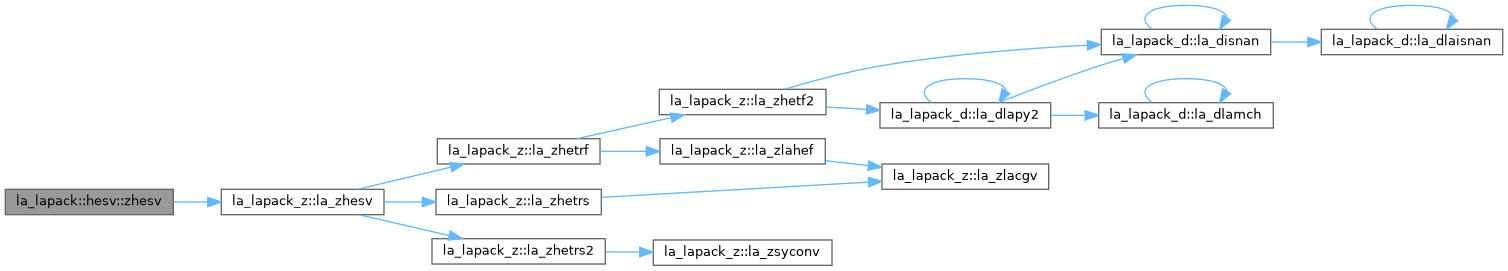 la_lapack_d::la_disnan
la_lapack_d::la_dlaisnan
la_lapack_z::la_zhetf2
la_lapack_d::la_dlapy2
la_lapack_d::la_dlamch
la_lapack_z::la_zhetrf
la_lapack_z::la_zlahef
la_lapack_z::la_zlacgv
la_lapack::hesv::zhesv
la_lapack_z::la_zhesv
la_lapack_z::la_zhetrs
la_lapack_z::la_zhetrs2
la_lapack_z::la_zsyconv